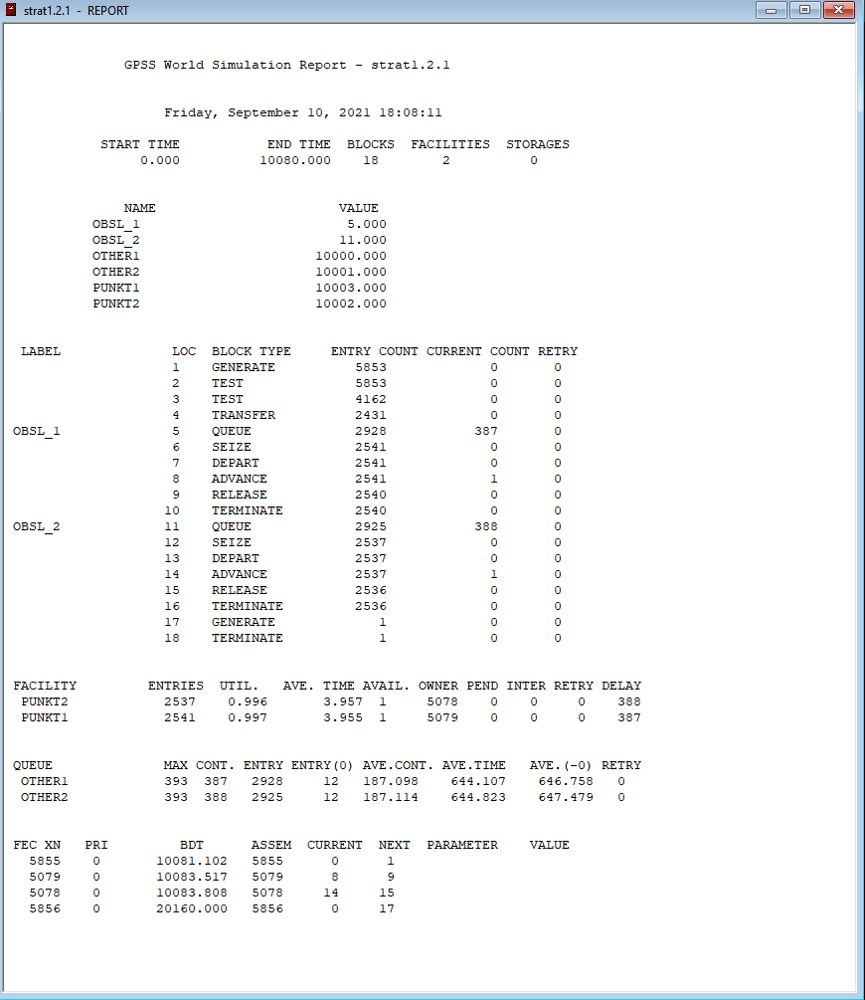 strat1.2.1 - REPORT
GPSS World Simulation Report - strat1.2.1
Friday, September 10, 2021 18:08:11
START TIME END TIME BLOCKS FACILITIES STORAGES
0.000 10080.000 18 2 0
NAME VALUE
OBSL_1 5.000
OBSL_2 11.000
OTHER1 10000.000
OTHER2 10001.000
PUNKT1 10003.000
PUNKT2 10002.000
LABEL LOC BLOCK TYPE ENTRY COUNT CURRENT COUNT RETRY
1 GENERATE 5853 0 0
2 TEST 5853 0 0
3 TEST 4162 0 0
4 TRANSFER 2431 0 0
OBSL_1 5 QUEUE 2928 387 0
6 SEIZE 2541 0 0
7 DEPART 2541 0 0
8 ADVANCE 2541 1 0
9 RELEASE 2540 0 0
10 TERMINATE 2540 0 0
OBSL_2 11 QUEUE 2925 388 0
12 SEIZE 2537 0 0
13 DEPART 2537 0 0
14 ADVANCE 2537 1 0
15 RELEASE 2536 0 0
16 TERMINATE 2536 0 0
17 GENERATE 1 0 0
18 TERMINATE 1 0 0
FACILITY ENTRIES UTIL. AVE. TIME AVAIL. OWNER PEND INTER RETRY DELAY
PUNKT2 2537 0.996 3.957 1 5078 0 0 0 388
PUNKT1 2541 0.997 3.955 1 5079 0 0 0 387
QUEUE MAX CONT. ENTRY ENTRY(0) AVE.CONT. AVE.TIME AVE.(-0) RETRY
OTHER1 393 387 2928 12 187.098 644.107 646.758 0
OTHER2 393 388 2925 12 187.114 644.823 647.479 0
FEC XN PRI BDT ASSEM CURRENT NEXT PARAMETER VALUE
5855 0 10081.102 5855 0 1
5079 0 10083.517 5079 8 9
5078 0 10083.808 5078 14 15
5856 0 20160.000 5856 0 17